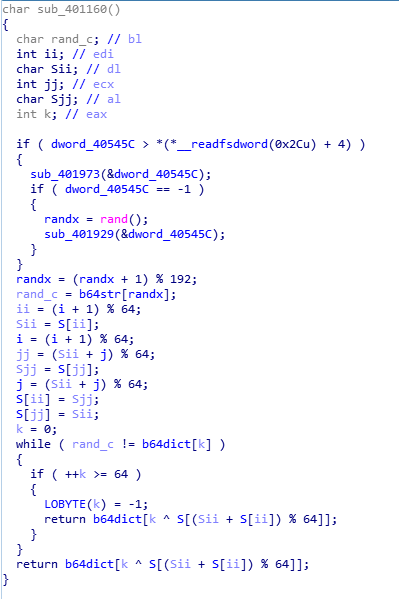 char sub_401160()
{
  char rand_c; // bl
  int ii; // edi
  char Sii; // dl
  int jj; // ecx
  char Sjj; // al
  int k; // eax

  if ( dword_40545C > *(*__readfsdword(0x2Cu) + 4) )
  {
    sub_401973(&dword_40545C);
    if ( dword_40545C == -1 )
    {
      randx = rand();
      sub_401929(&dword_40545C);
    }
  }
  randx = (randx + 1) % 192;
  rand_c = b64str[randx];
  ii = (i + 1) % 64;
  Sii = S[ii];
  i = (i + 1) % 64;
  jj = (Sii + j) % 64;
  Sjj = S[jj];
  j = (Sii + j) % 64;
  S[ii] = Sjj;
  S[jj] = Sii;
  k = 0;
  while ( rand_c != b64dict[k] )
  {
    if ( ++k >= 64 )
    {
      LOBYTE(k) = -1;
      return b64dict[k ^ S[(Sii + S[ii]) % 64]];
    }
  }
  return b64dict[k ^ S[(Sii + S[ii]) % 64]];
}